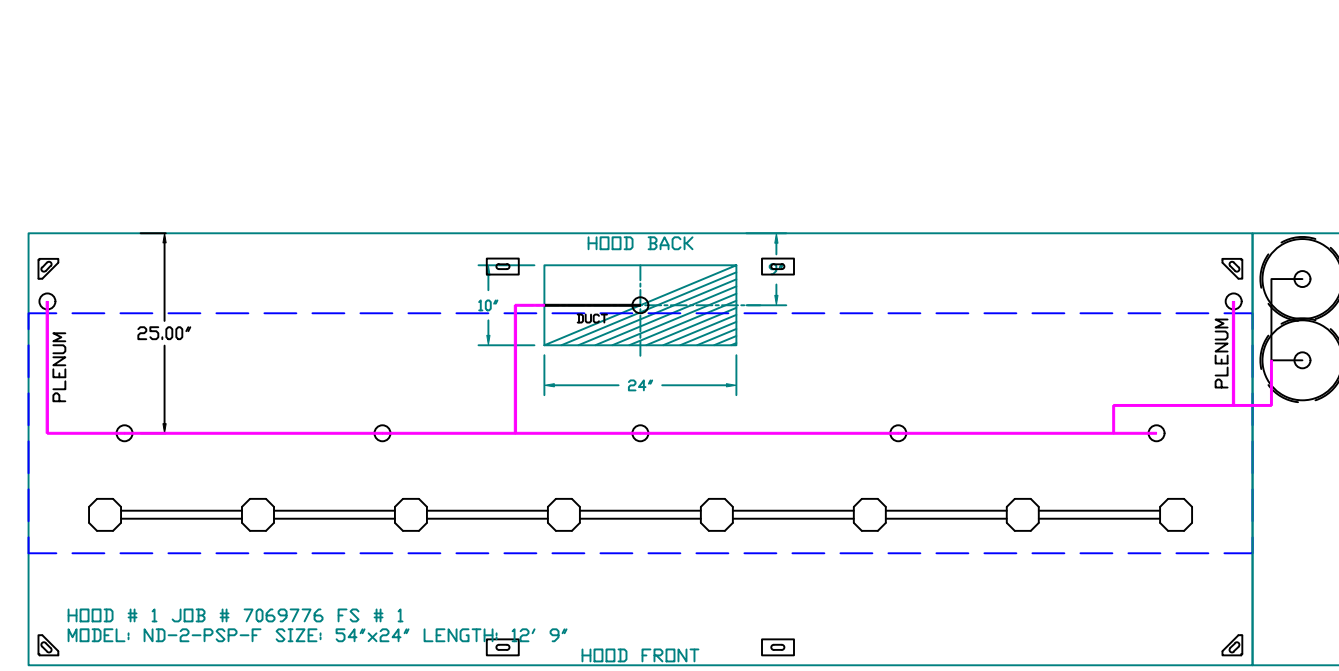 HOOD BACK
9"
10"
DUCT
25.00"
PLENUM
PLENUM
24"
HOOD # 1 JOB # 7069776 FS # 1
MODEL: ND-2-PSP-F SIZE: 54"x24" LENGTH: 12' 9"
HOOD FRONT